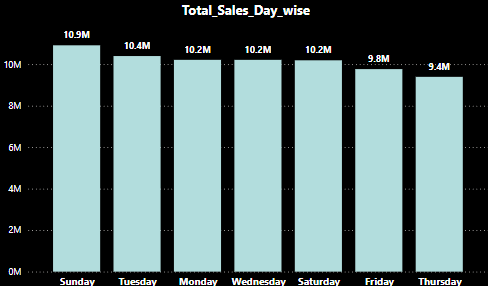 Total_Sales_Day_wise
10.9M
10.4M
10.2M
10.2M
10.2M
9.8M
9.4M
10M
8M
6M
4M
2M
0M
Sunday
Tuesday
Monday
Wednesday
Saturday
Friday
Thursday